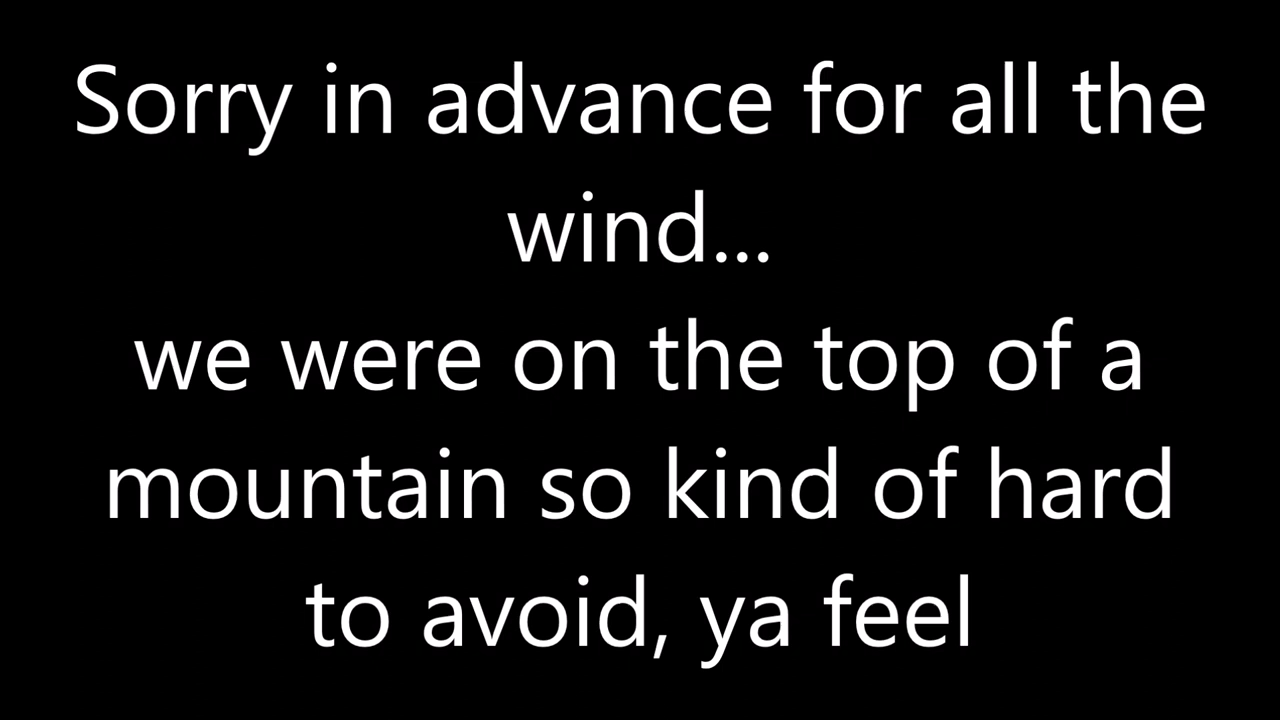 Sorry in advance for all the
wind...
we were on the top of a
mountain so kind of hard
to avoid, ya feel